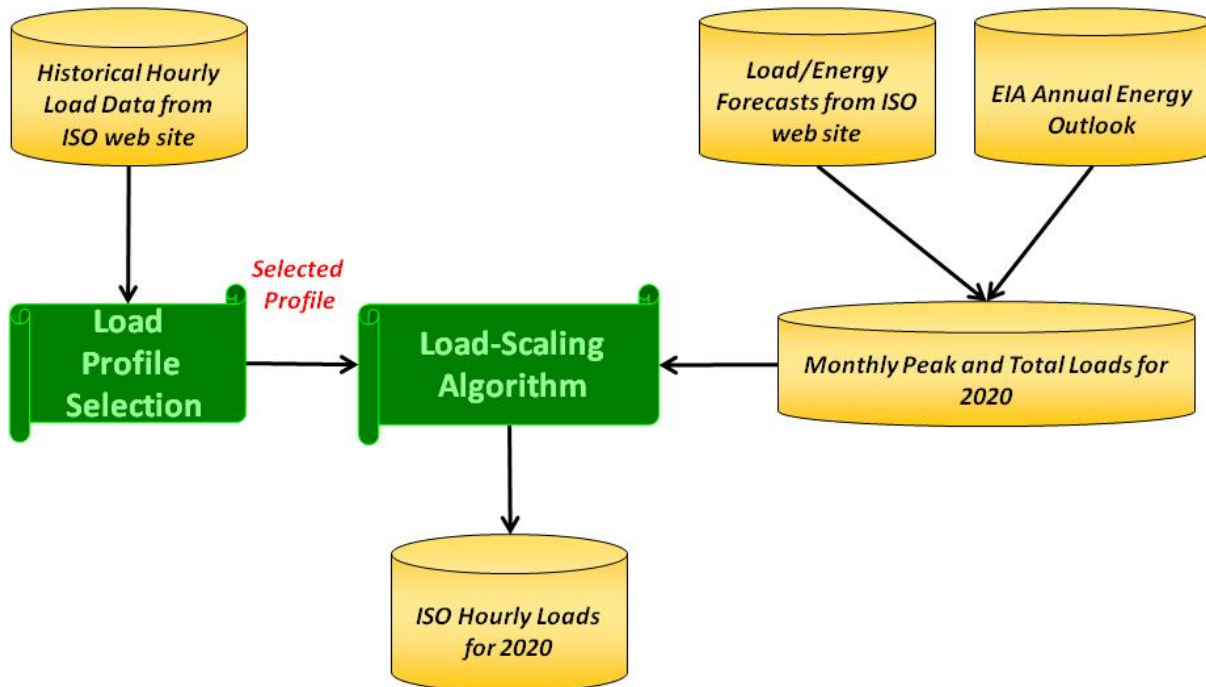 Historical Hourly
Load Data from
ISO web site
Load/Energy
Forecasts from ISO
web site
EIA Annual Energy
Outlook
Selected
Profile
Load
Profile
Selection
Load-Scaling
Algorithm
Monthly Peak and Total Loads for
2020
ISO Hourly Loads
for 2020